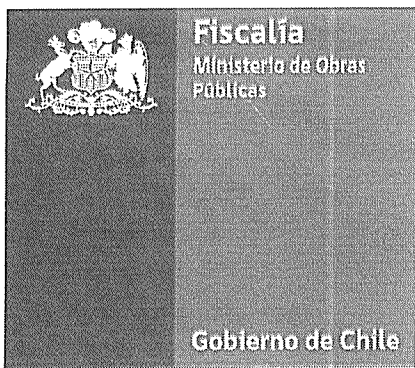 Fiscalía
Ministerio de Obras
Públicas
Gobierno de Chile